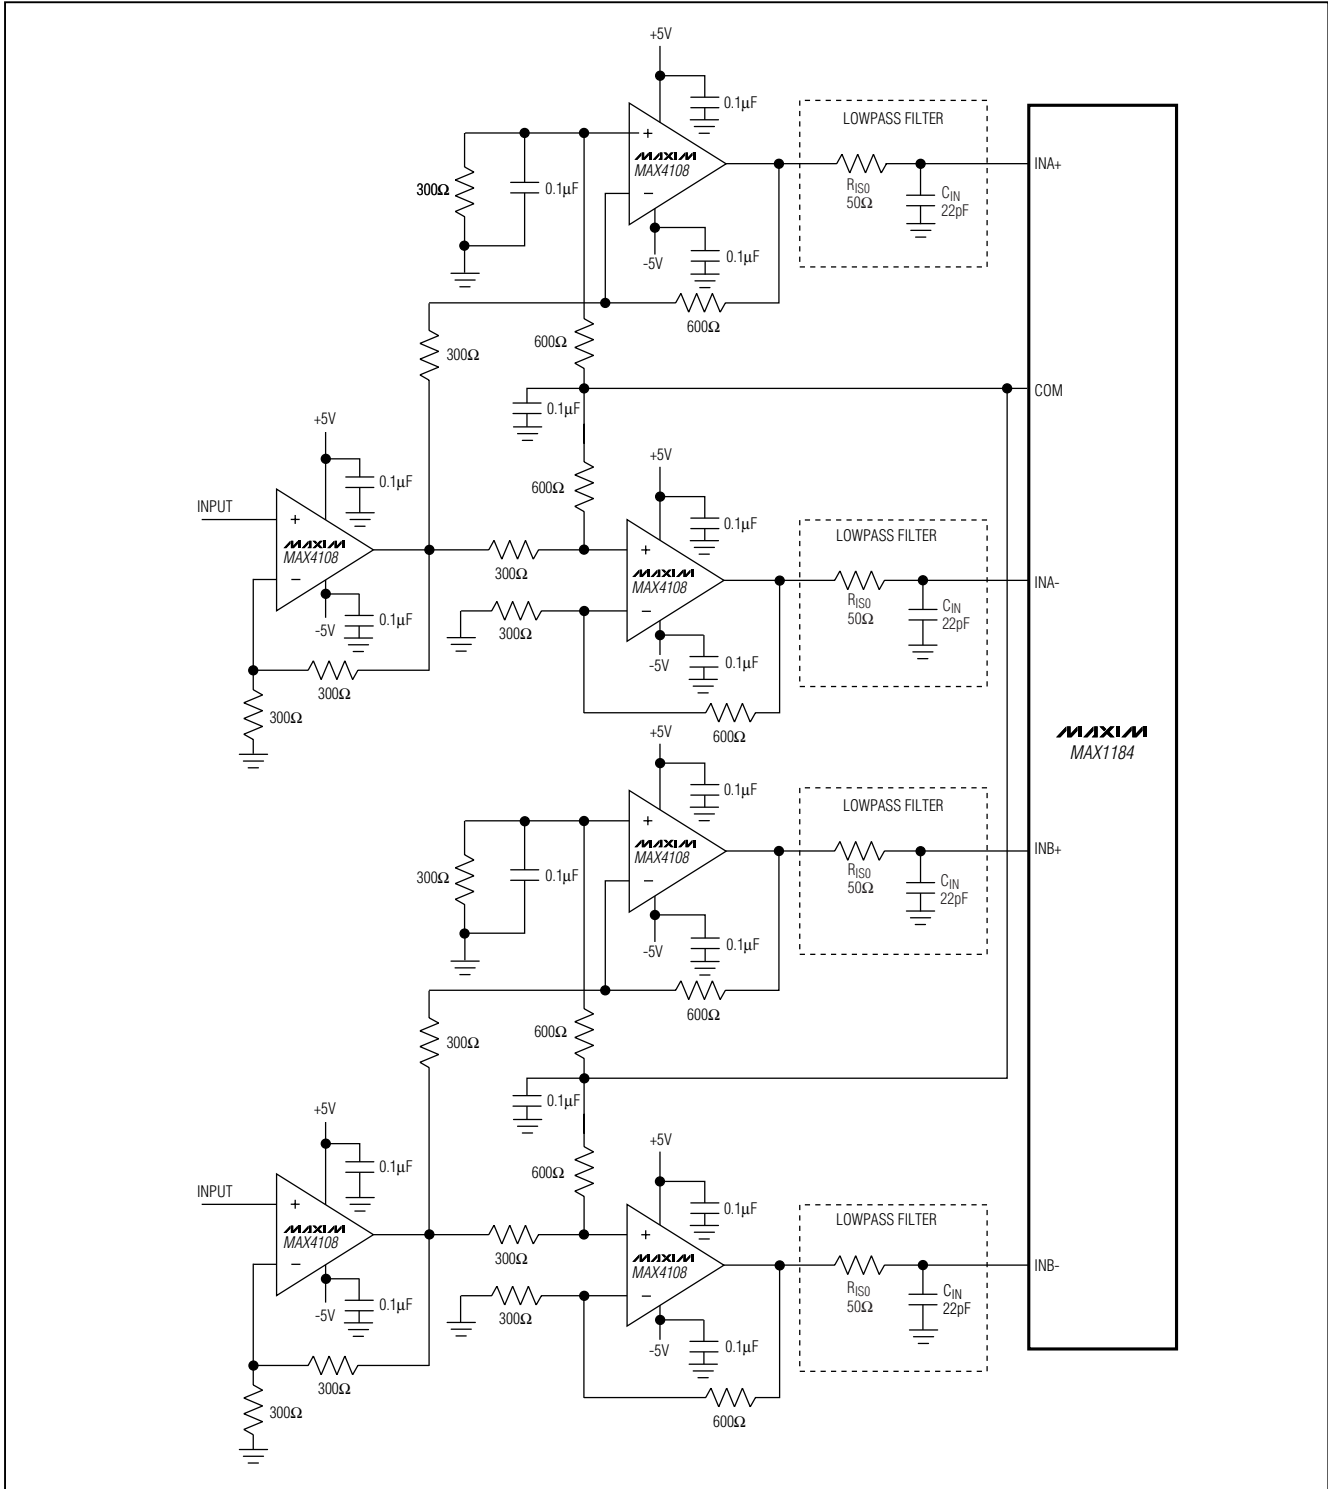 +5V
0.1µF
LOWPASS FILTER
+
MAXIM
MAX4108
−
300Ω
0.1µF
RISO
50Ω
CIN
22pF
INA+
-5V
0.1µF
600Ω
300Ω
600Ω
COM
0.1µF
+5V
0.1µF
600Ω
+5V
0.1µF
INPUT
+
MAXIM
MAX4108
−
300Ω
+
MAXIM
MAX4108
−
LOWPASS FILTER
RISO
50Ω
CIN
22pF
INA-
-5V
0.1µF
300Ω
-5V
0.1µF
300Ω
300Ω
600Ω
MAXIM
MAX1184
+5V
0.1µF
LOWPASS FILTER
+
MAXIM
MAX4108
−
300Ω
0.1µF
RISO
50Ω
CIN
22pF
INB+
-5V
0.1µF
600Ω
300Ω
600Ω
0.1µF
+5V
0.1µF
600Ω
+5V
0.1µF
INPUT
+
MAXIM
MAX4108
−
300Ω
+
MAXIM
MAX4108
−
LOWPASS FILTER
RISO
50Ω
CIN
22pF
INB-
-5V
0.1µF
300Ω
-5V
0.1µF
300Ω
300Ω
600Ω